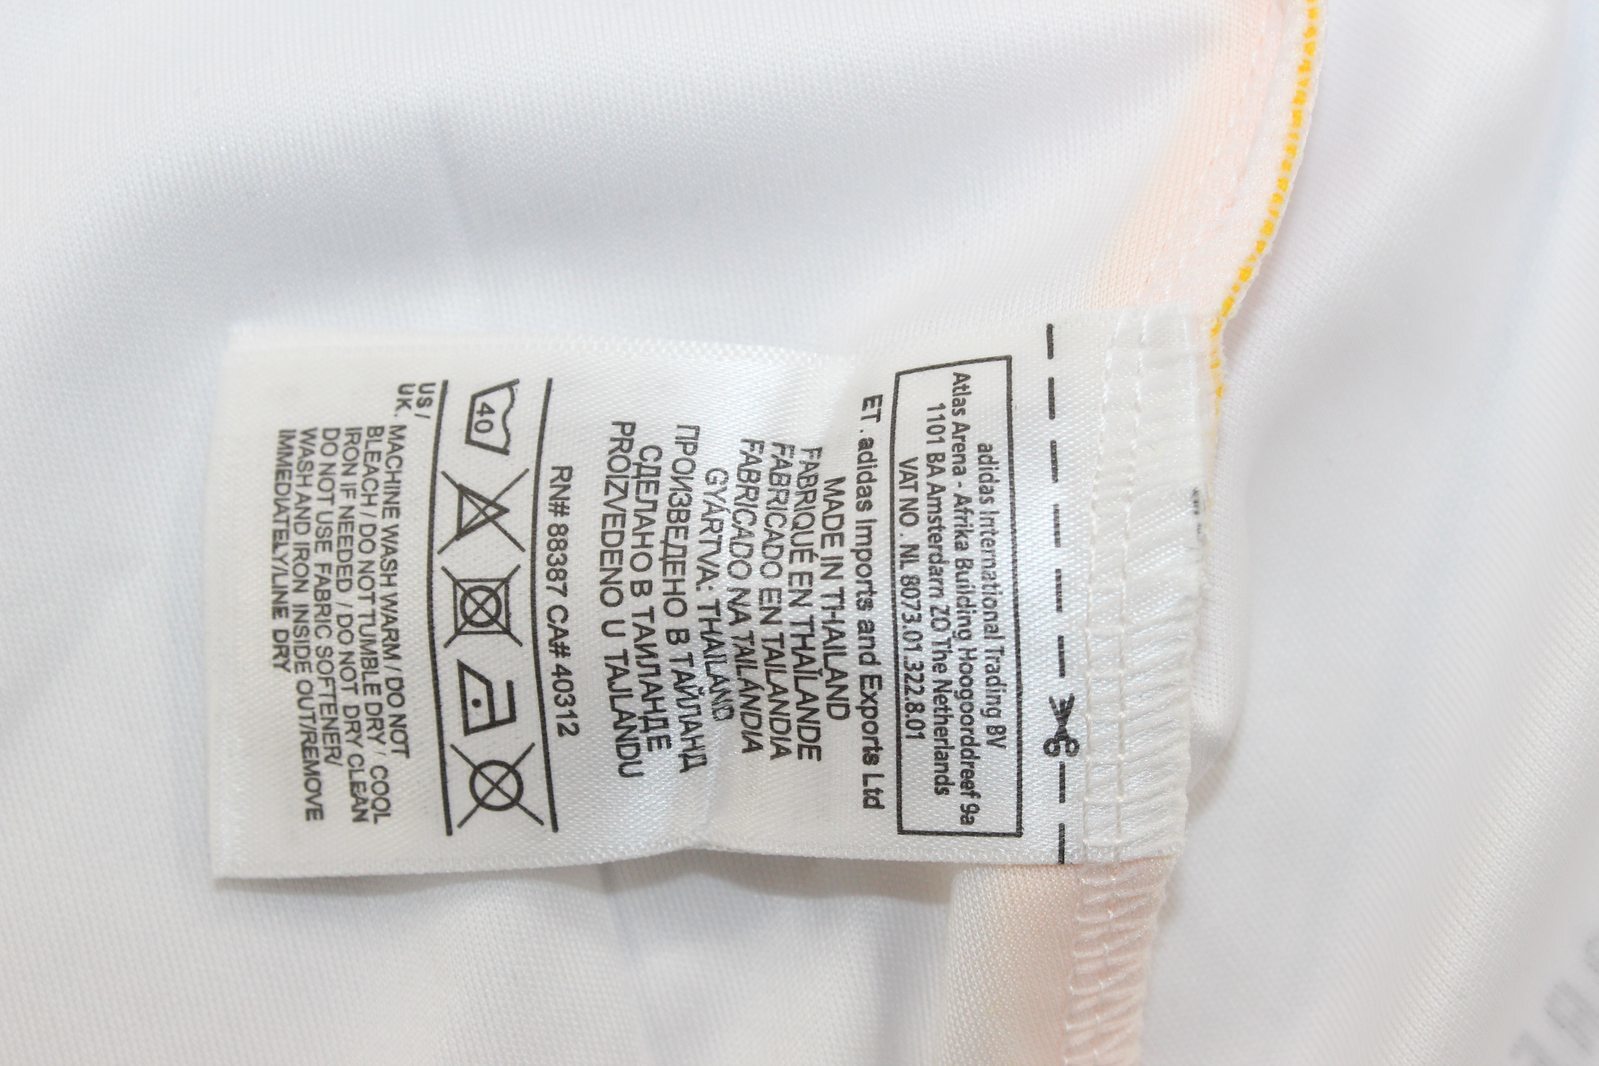 adidas International Trading BV
Atlas Arena - Afrika Building Hoogoorddreef 9a
1101 BA Amsterdam ZO The Netherlands
VAT NO. NL 8073.01.322.8.01
ET. adidas Imports and Exports Ltd
MADE IN THAILAND
FABRIQUÉ EN THAÏLANDE
FABRICADO EN TAILANDIA
FABRICADO NA TAILÁNDIA
GYÁRTVA: THAILAND
ПРОИЗВЕДЕНО В ТАЙЛАНД
СДЕЛАНО В ТАИЛАНДЕ
PROIZVEDENO U TAJLANDU
RN# 88387 CA# 40312
40
US /
UK. MACHINE WASH WARM / DO NOT
BLEACH / DO NOT TUMBLE DRY / COOL
IRON IF NEEDED / DO NOT DRY CLEAN
DO NOT USE FABRIC SOFTENER/
WASH AND IRON INSIDE OUT/REMOVE
IMMEDIATELY/LINE DRY